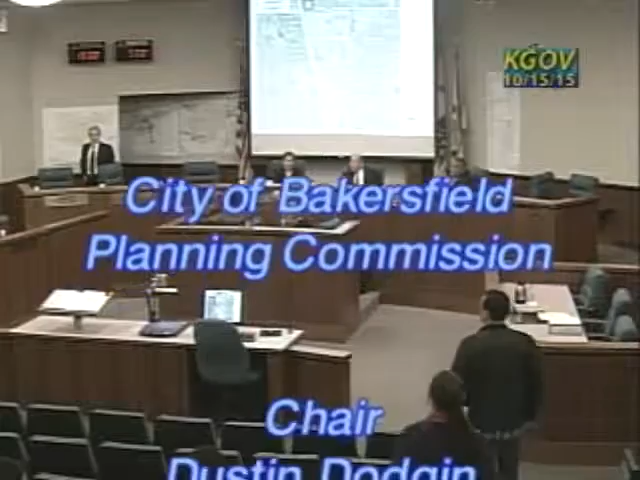 KGOV
10/15/15
City of Bakersfield
Planning Commission
Chair
Dustin Dodgin